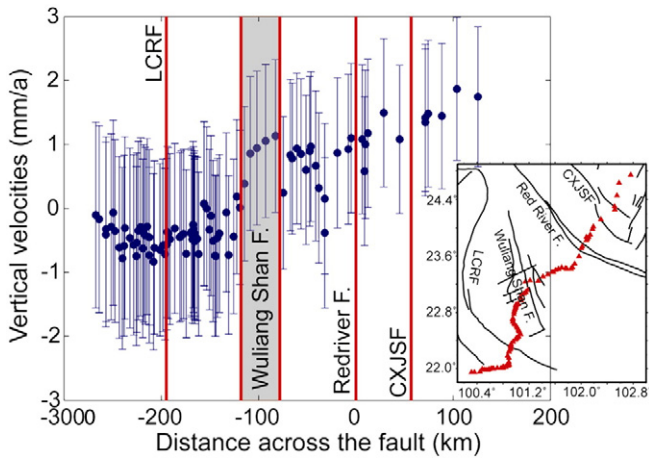 Vertical velocities (mm/a)
3
2
1
0
-1
-2
-3
LCRF
Wuliang Shan F.
Redriver F.
CXJSF
-3000
-200
-100
0
100
200
Distance across the fault (km)
24.4°
23.6°
22.8°
22.0°
100.4°
101.2°
102.0°
102.8
LCRF
Wuliang Shan F.
Red River F.
CXJSF